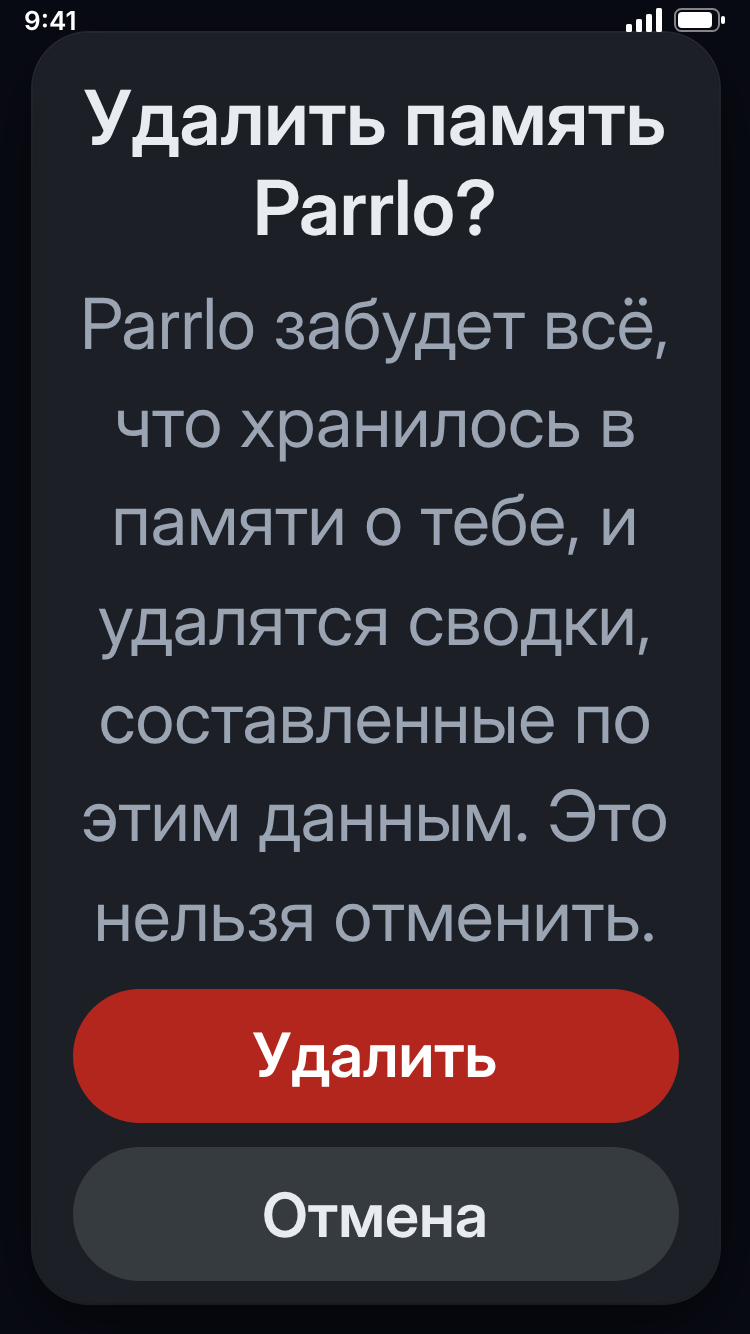 9:41
Удалить память
Parrlo?
Parrlo забудет всё,
что хранилось в
памяти о тебе, и
удалятся сводки,
составленные по
этим данным. Это
нельзя отменить.
Удалить
Отмена